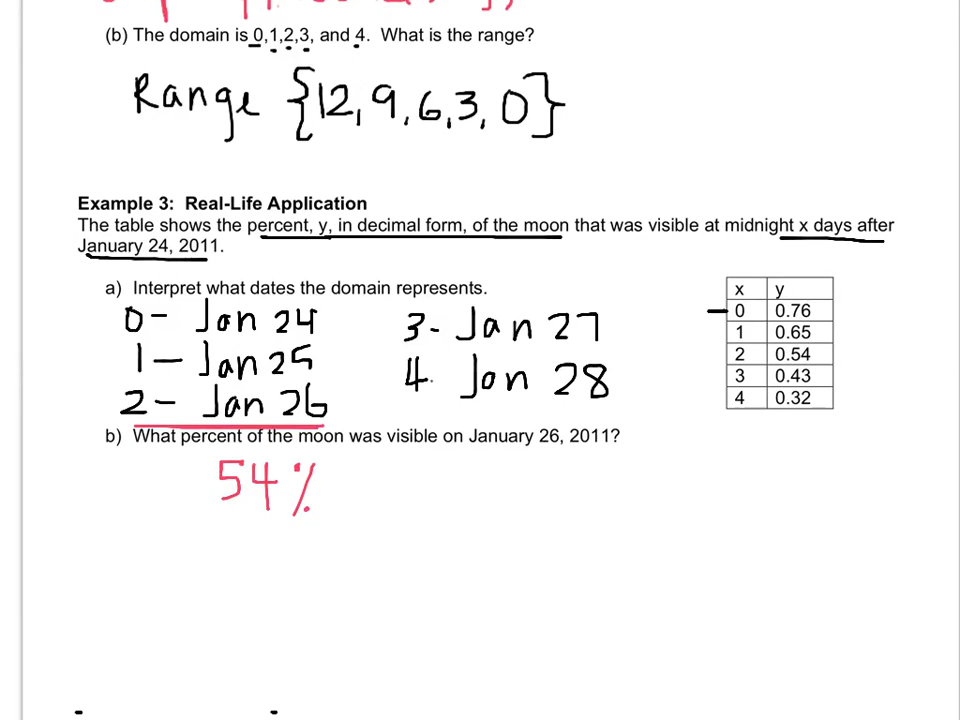 (b) The domain is 0,1,2,3, and 4. What is the range?
Range {12, 9, 6, 3, 0}
Example 3: Real-Life Application
The table shows the percent, y, in decimal form, of the moon that was visible at midnight x days after
January 24, 2011.
a) Interpret what dates the domain represents.
0 - Jan 24
1 - Jan 25
2 - Jan 26
3 - Jan 27
4. Jan 28
x y
0 0.76
1 0.65
2 0.54
3 0.43
4 0.32
b) What percent of the moon was visible on January 26, 2011?
54%